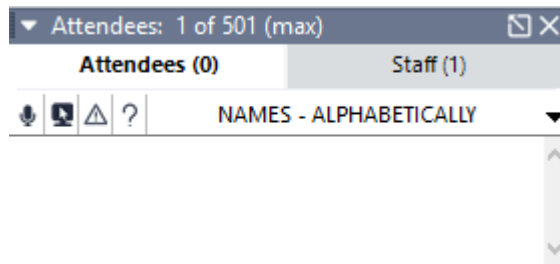 Attendees: 1 of 501 (max)
Attendees (0) Staff (1)
? NAMES - ALPHABETICALLY